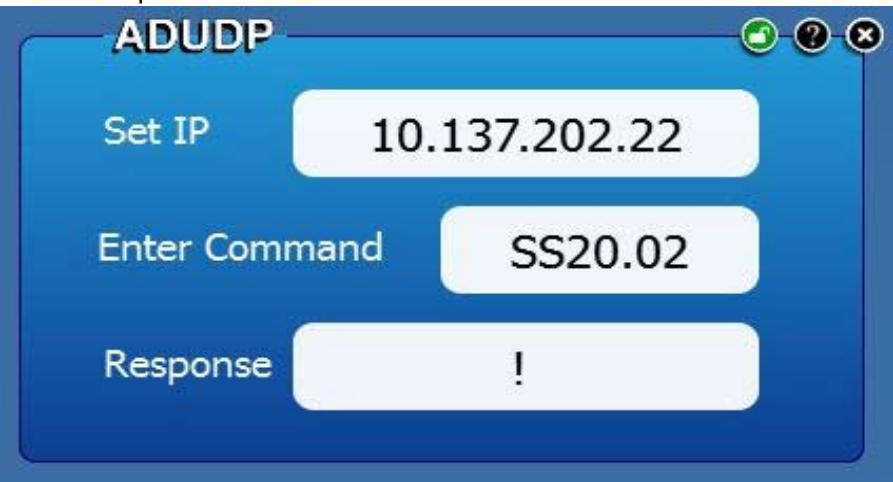 ADUDP
?
Set IP 10.137.202.22
Enter Command SS20.02
Response !